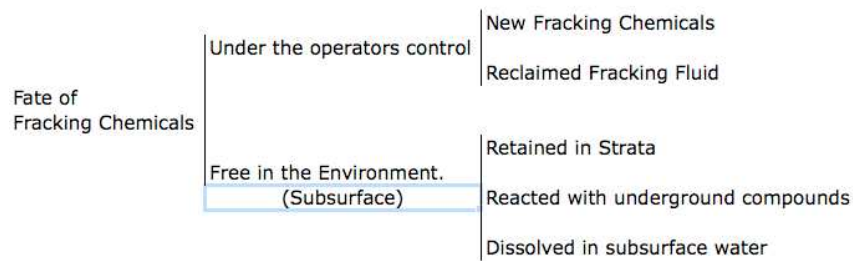 New Fracking Chemicals
Under the operators control
Reclaimed Fracking Fluid
Fate of
Fracking Chemicals
Retained in Strata
Free in the Environment.
(Subsurface)
Reacted with underground compounds
Dissolved in subsurface water